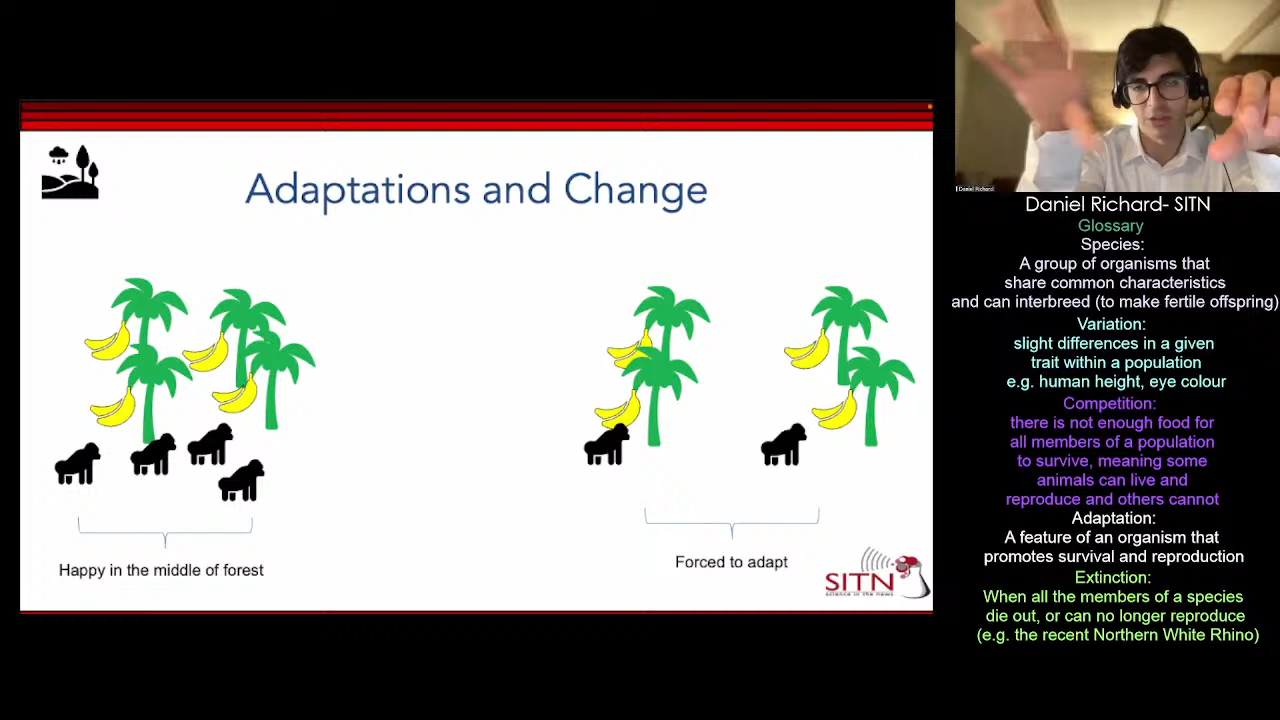 Adaptations and Change
Happy in the middle of forest
Forced to adapt
SITN
science in the news
Daniel Richard
Daniel Richard- SITN
Glossary
Species:
A group of organisms that
share common characteristics
and can interbreed (to make fertile offspring)
Variation:
slight differences in a given
trait within a population
e.g. human height, eye colour
Competition:
there is not enough food for
all members of a population
to survive, meaning some
animals can live and
reproduce and others cannot
Adaptation:
A feature of an organism that
promotes survival and reproduction
Extinction:
When all the members of a species
die out, or can no longer reproduce
(e.g. the recent Northern White Rhino)